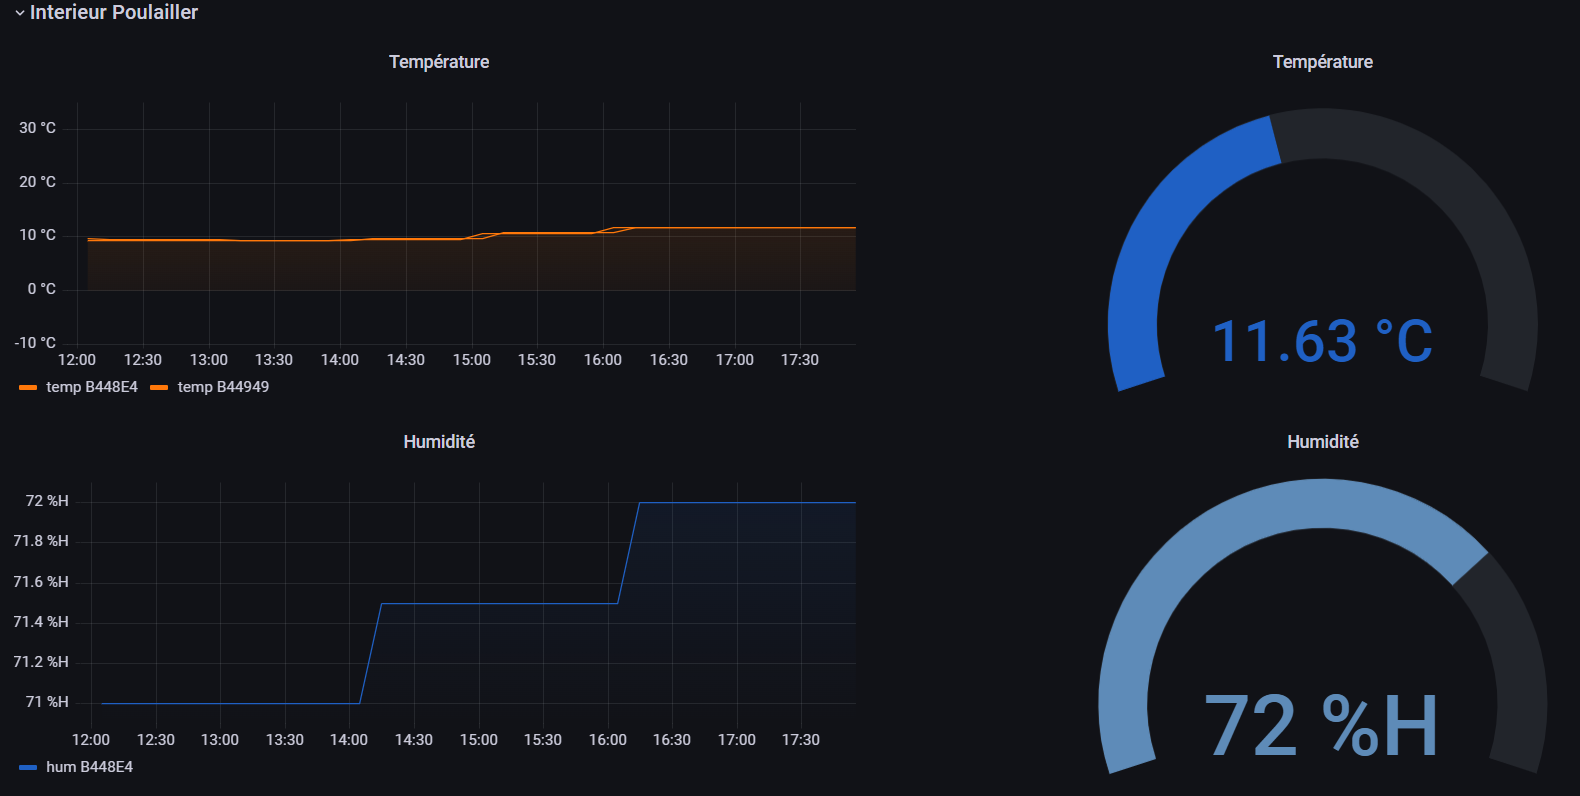 Interieur Poulailler
Température
30 °C
20 °C
10 °C
0 °C
-10 °C
12:00 12:30 13:00 13:30 14:00 14:30 15:00 15:30 16:00 16:30 17:00 17:30
temp B448E4 temp B44949
Température
11.63 °C
Humidité
72 %H
71.8 %H
71.6 %H
71.4 %H
71.2 %H
71 %H
12:00 12:30 13:00 13:30 14:00 14:30 15:00 15:30 16:00 16:30 17:00 17:30
hum B448E4
Humidité
72 %H